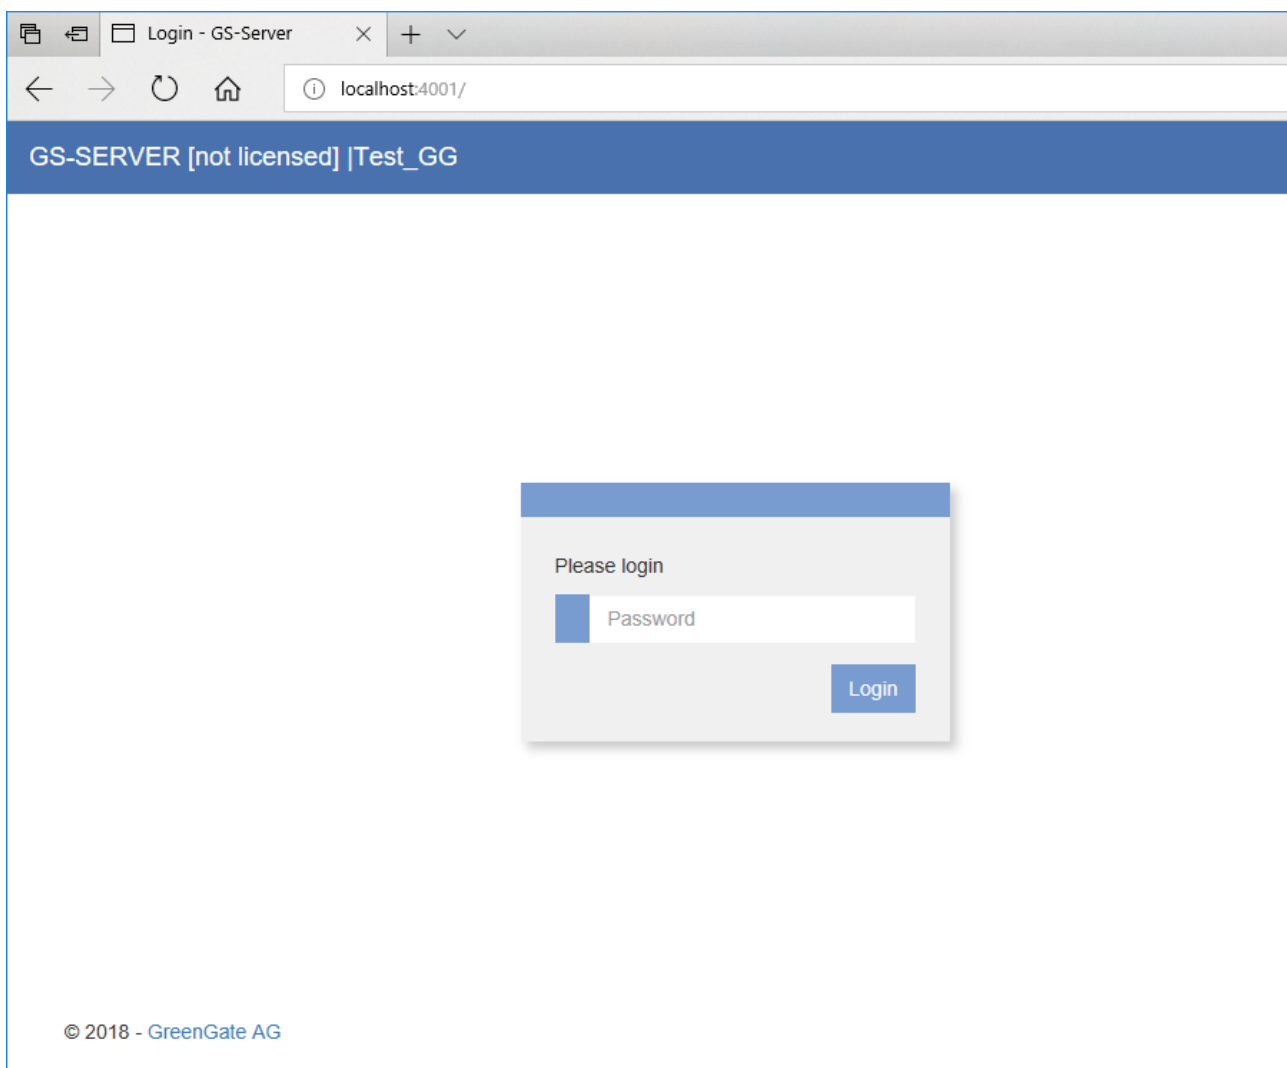 Login - GS-Server
localhost:4001/
GS-SERVER [not licensed] |Test_GG
Please login
Password
Login
© 2018 - GreenGate AG